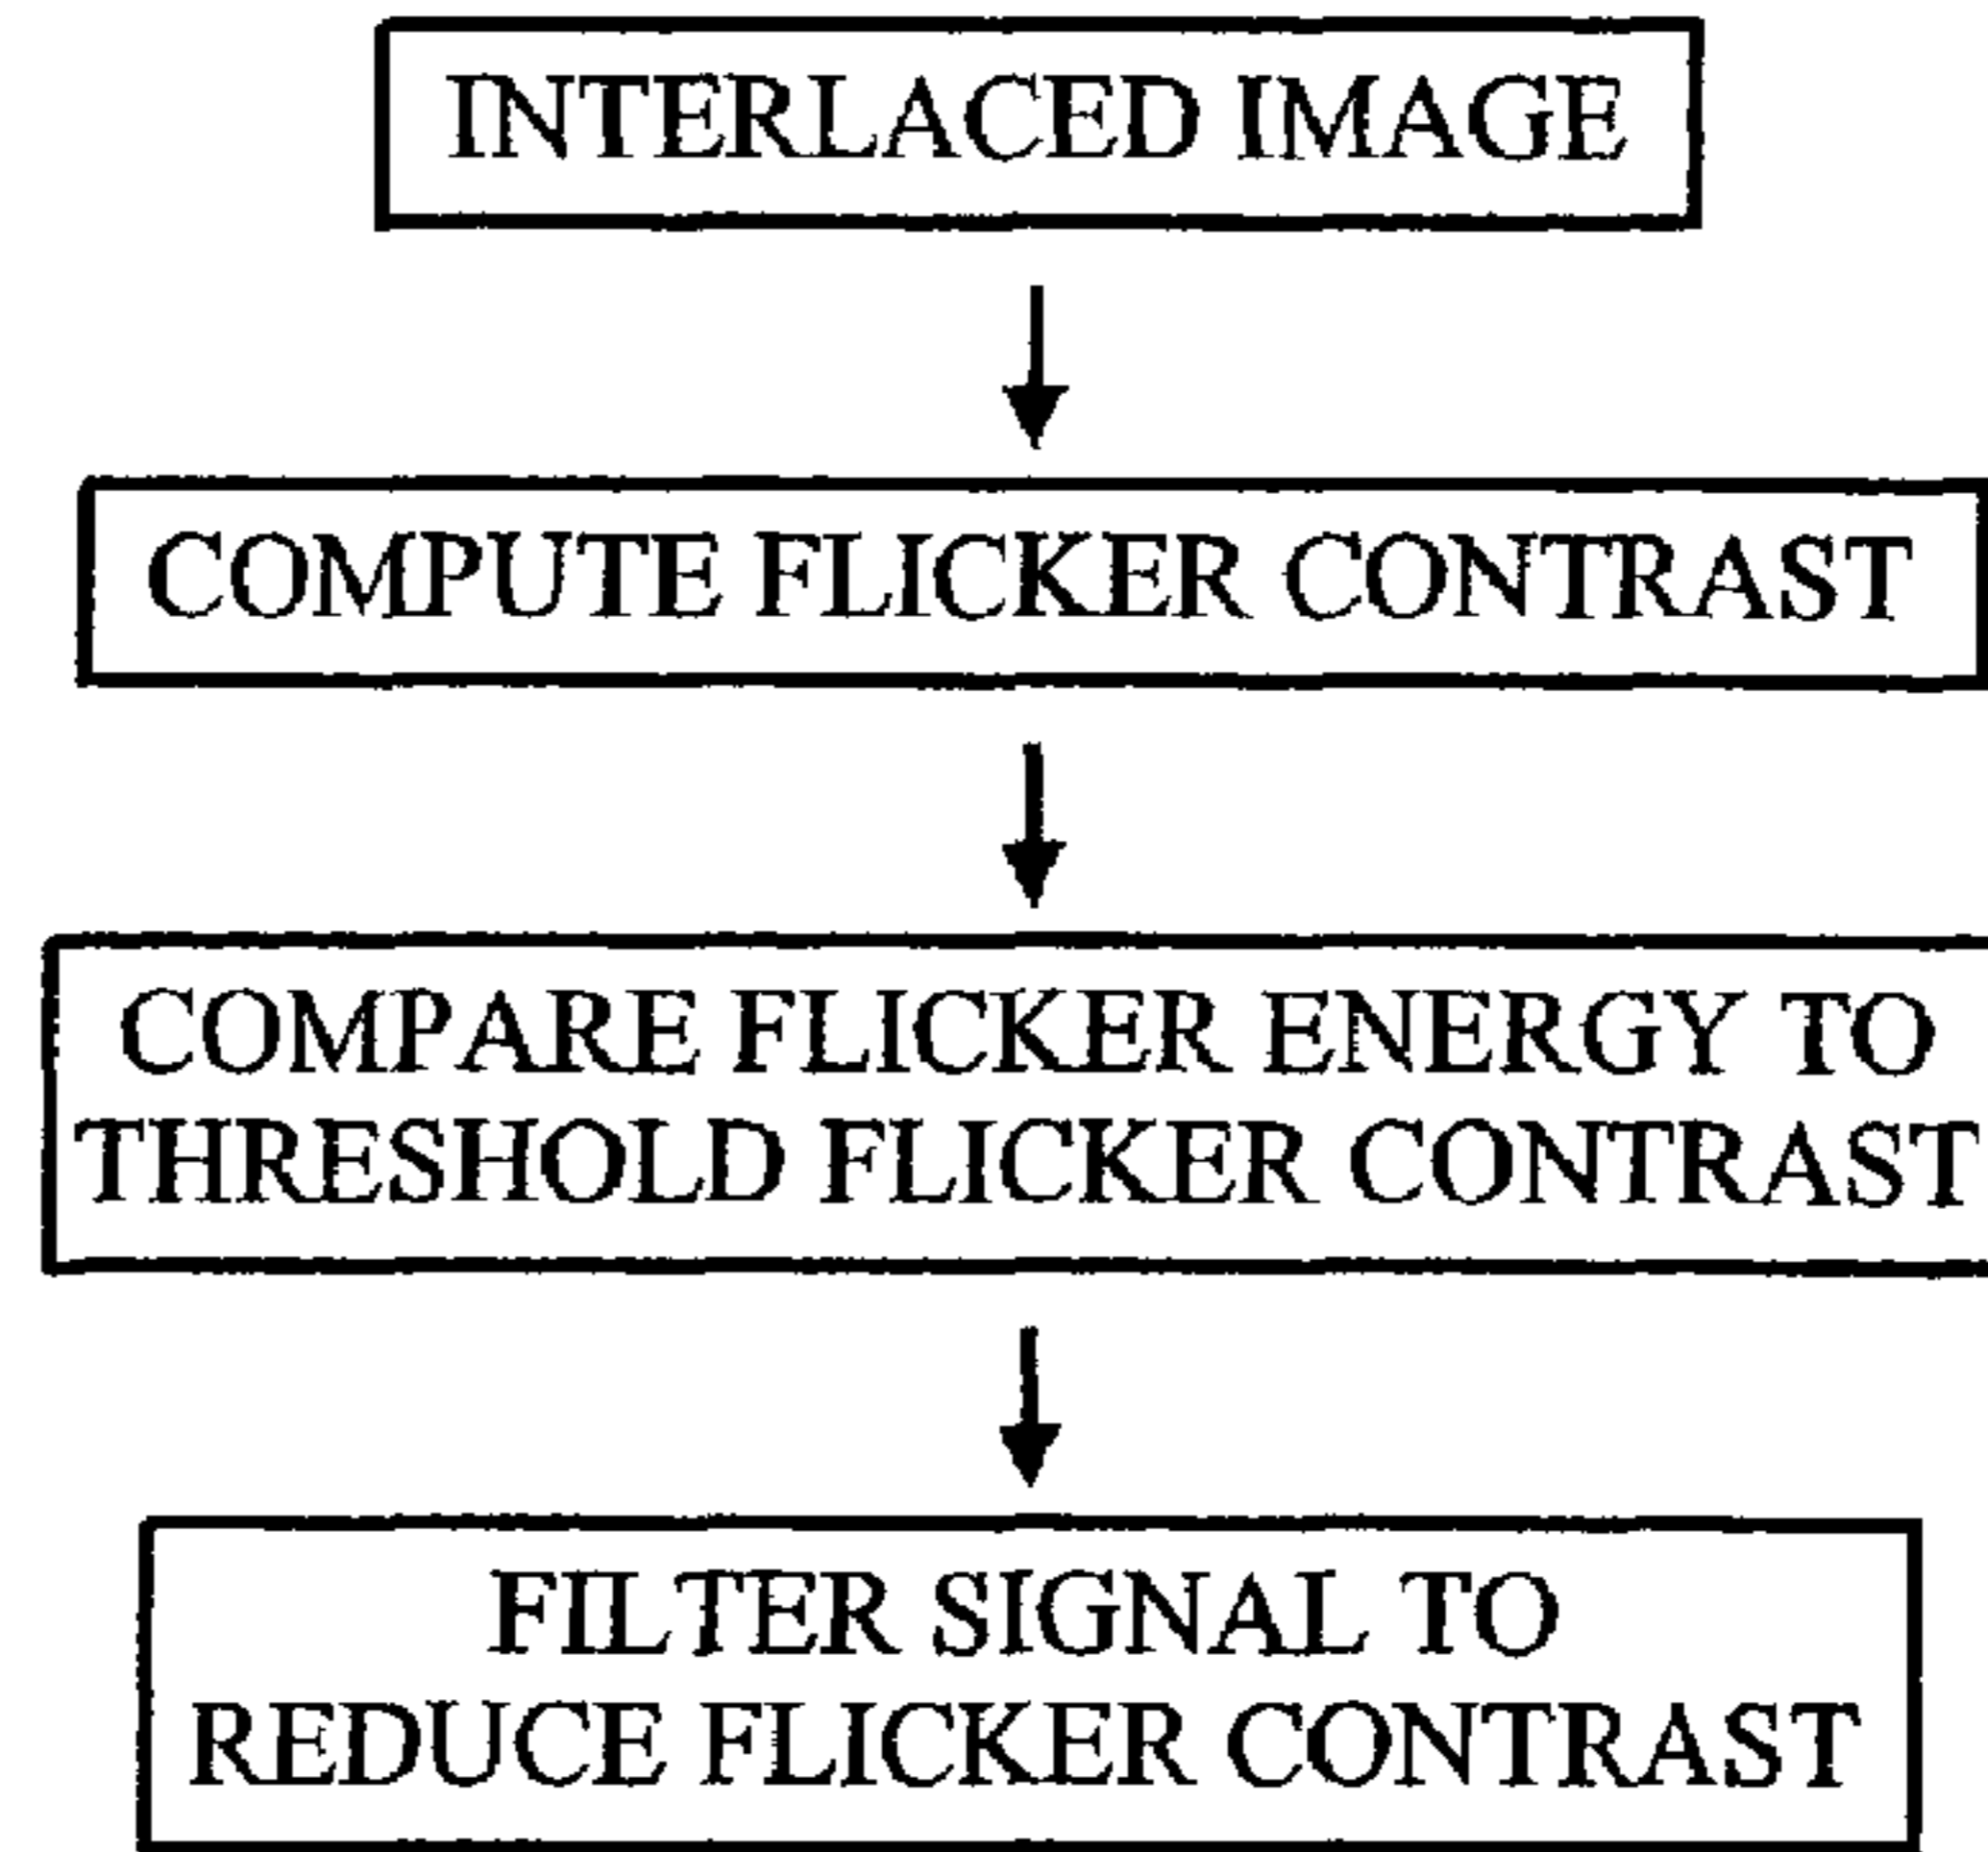 INTERLACED IMAGE
COMPUTE FLICKER CONTRAST
COMPARE FLICKER ENERGY TO
THRESHOLD FLICKER CONTRAST
FILTER SIGNAL TO
REDUCE FLICKER CONTRAST